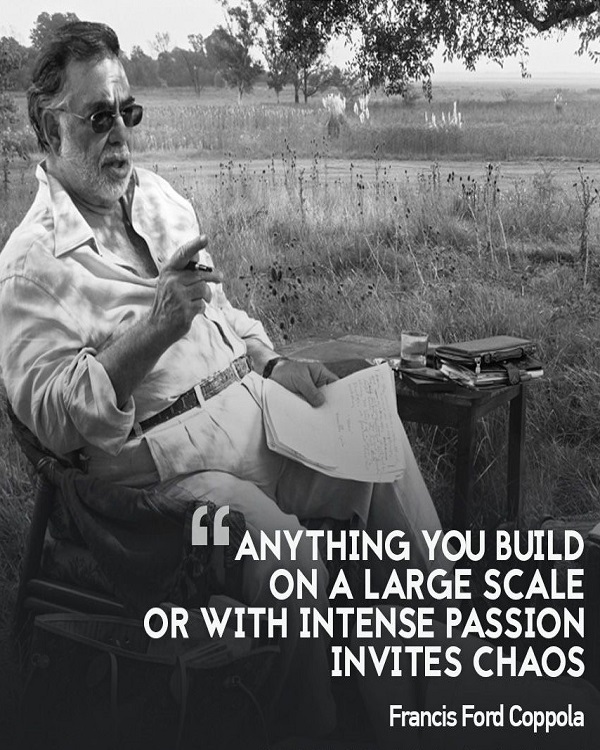 “ANYTHING YOU BUILD
ON A LARGE SCALE
OR WITH INTENSE PASSION
INVITES CHAOS
Francis Ford Coppola